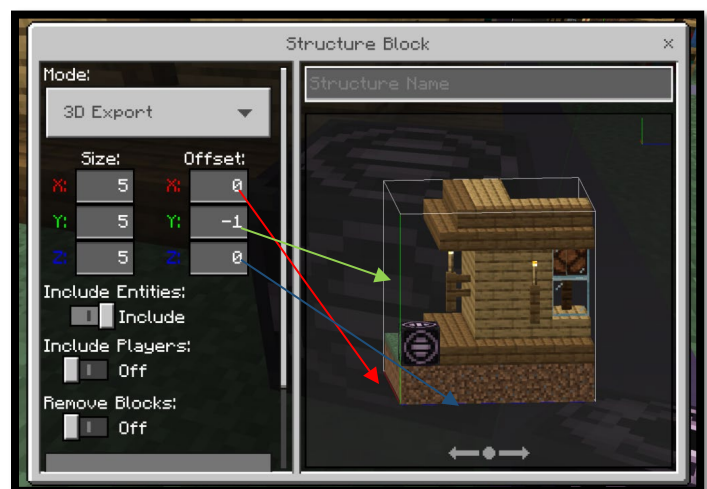 Structure Block
x
Mode:
3D Export
Structure Name
Size: Offset:
X: 5 X: 0
Y: 5 Y: -1
Z: 5 Z: 0
Include Entities:
Include
Include Players:
Off
Remove Blocks:
Off